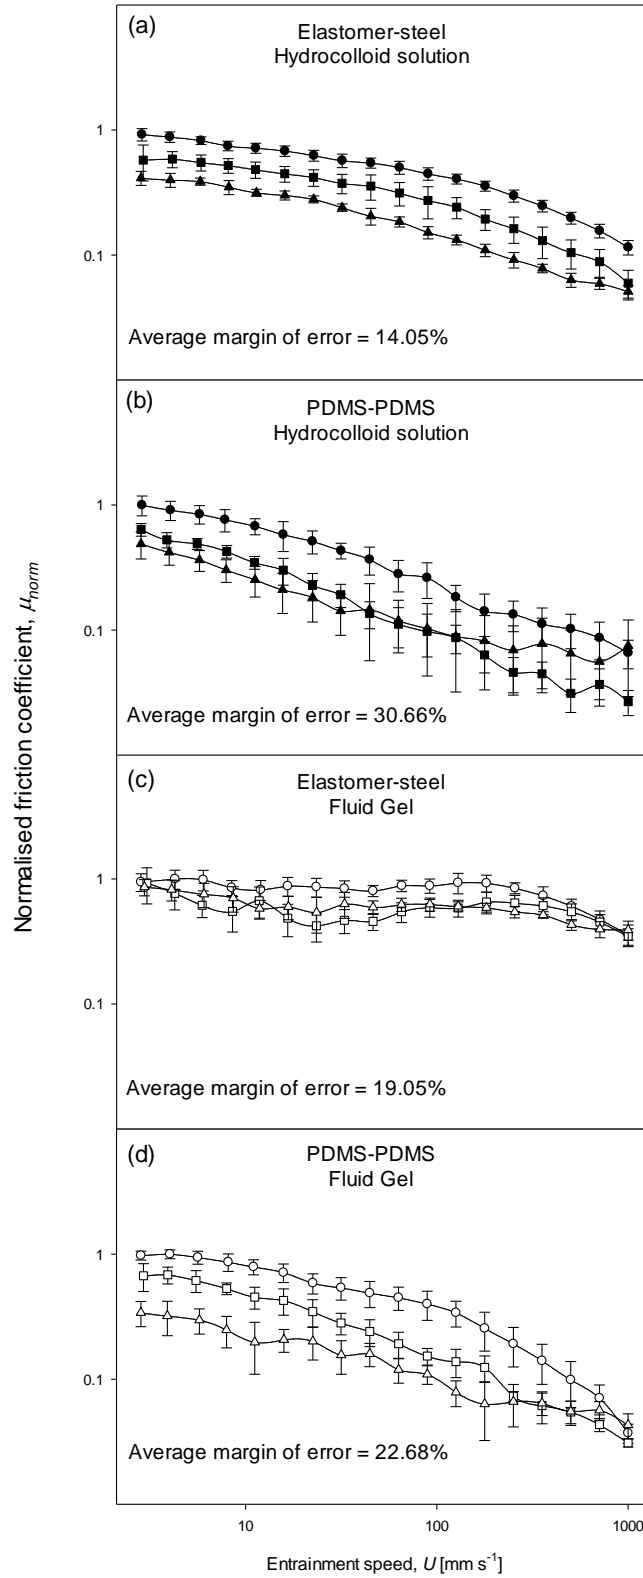 Normalised friction coefficient, μnorm
(a)
Elastomer-steel
Hydrocolloid solution
1
0.1
Average margin of error = 14.05%
(b)
PDMS-PDMS
Hydrocolloid solution
1
0.1
Average margin of error = 30.66%
(c)
Elastomer-steel
Fluid Gel
1
0.1
Average margin of error = 19.05%
(d)
PDMS-PDMS
Fluid Gel
1
0.1
Average margin of error = 22.68%
10 100 1000
Entrainment speed, U [mm s⁻¹]